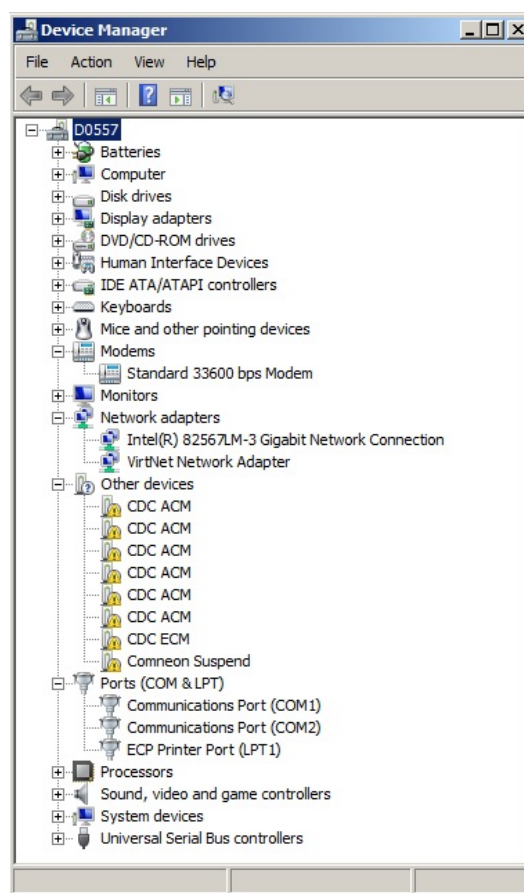 Device Manager
File Action View Help
D0557
Batteries
Computer
Disk drives
Display adapters
DVD/CD-ROM drives
Human Interface Devices
IDE ATA/ATAPI controllers
Keyboards
Mice and other pointing devices
Modems
Standard 33600 bps Modem
Monitors
Network adapters
Intel(R) 82567LM-3 Gigabit Network Connection
VirtNet Network Adapter
Other devices
CDC ACM
CDC ACM
CDC ACM
CDC ACM
CDC ACM
CDC ACM
CDC ECM
Comneon Suspend
Ports (COM & LPT)
Communications Port (COM1)
Communications Port (COM2)
ECP Printer Port (LPT1)
Processors
Sound, video and game controllers
System devices
Universal Serial Bus controllers